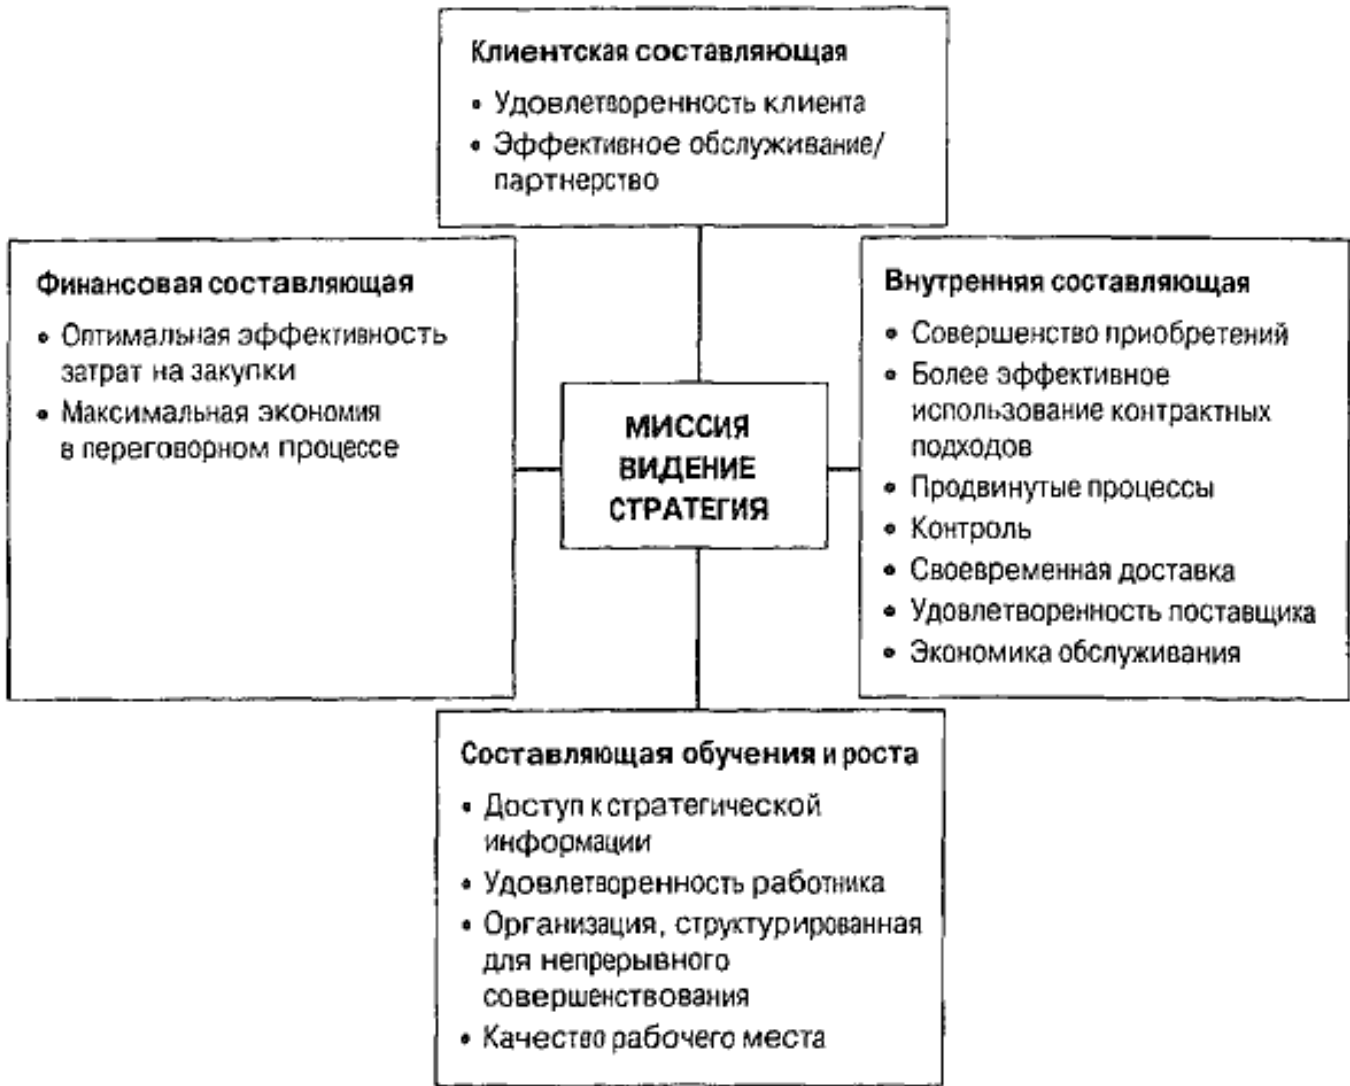 Клиентская составляющая
• Удовлетворенность клиента
• Эффективное обслуживание/
партнерство
Финансовая составляющая
• Оптимальная эффективность
затрат на закупки
• Максимальная экономия
в переговорном процессе
МИССИЯ
ВИДЕНИЕ
СТРАТЕГИЯ
Внутренняя составляющая
• Совершенство приобретений
• Более эффективное
использование контрактных
подходов
• Продвинутые процессы
• Контроль
• Своевременная доставка
• Удовлетворенность поставщика
• Экономика обслуживания
Составляющая обучения и роста
• Доступ к стратегической
информации
• Удовлетворенность работника
• Организация, структурированная
для непрерывного
совершенствования
• Качество рабочего места